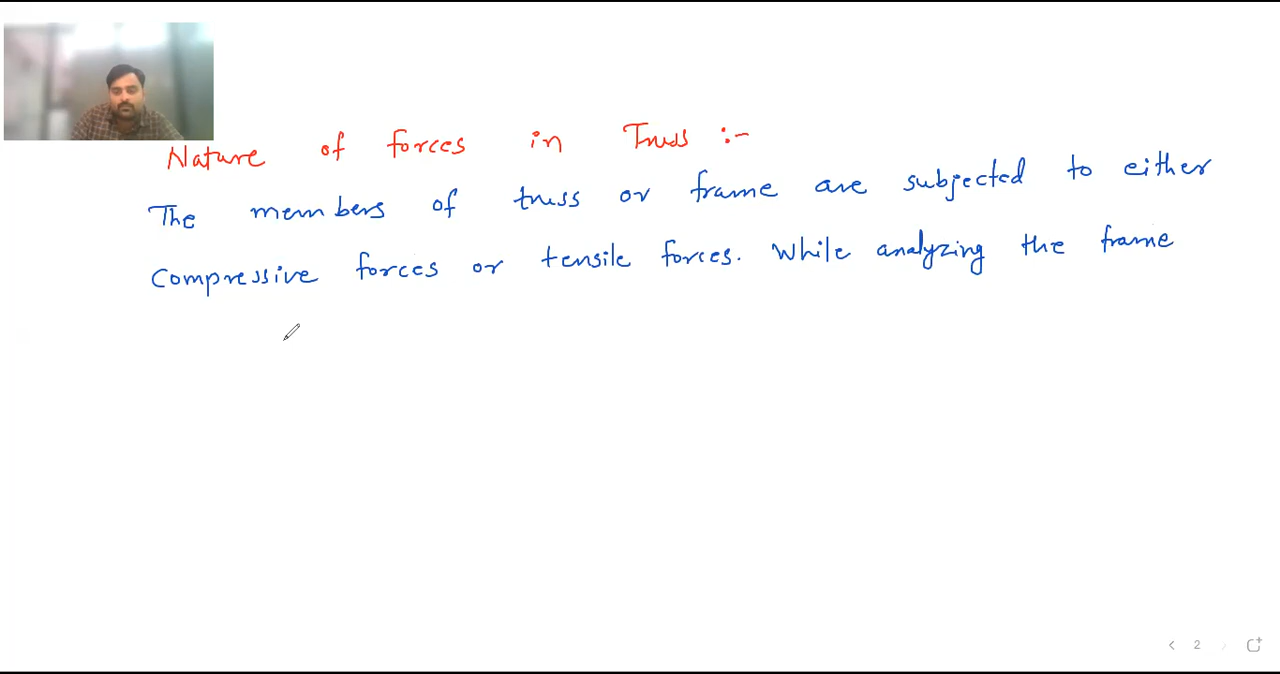 Nature of forces in Truss :-
The members of truss or frame are subjected to either
compressive forces or tensile forces. While analyzing the frame
2